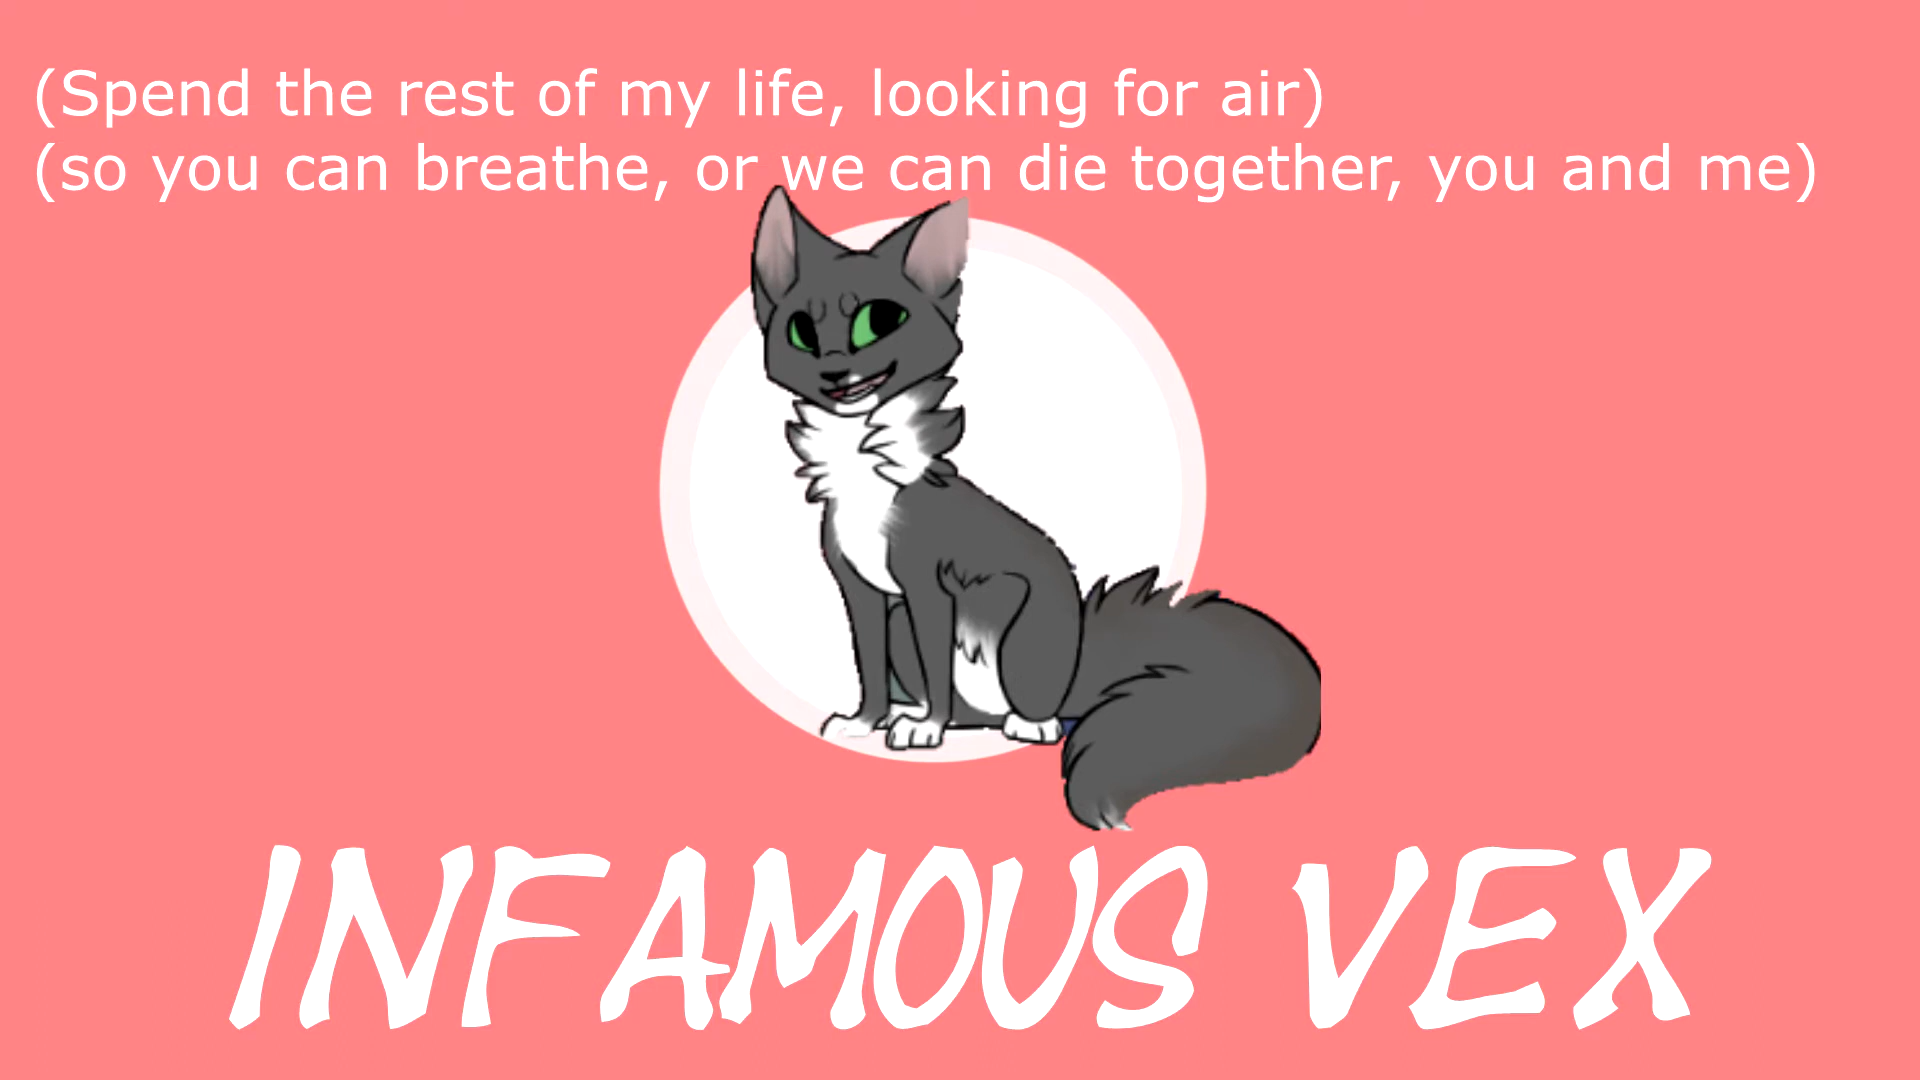 (Spend the rest of my life, looking for air)
(so you can breathe, or we can die together, you and me)
INFAMOUS VEX